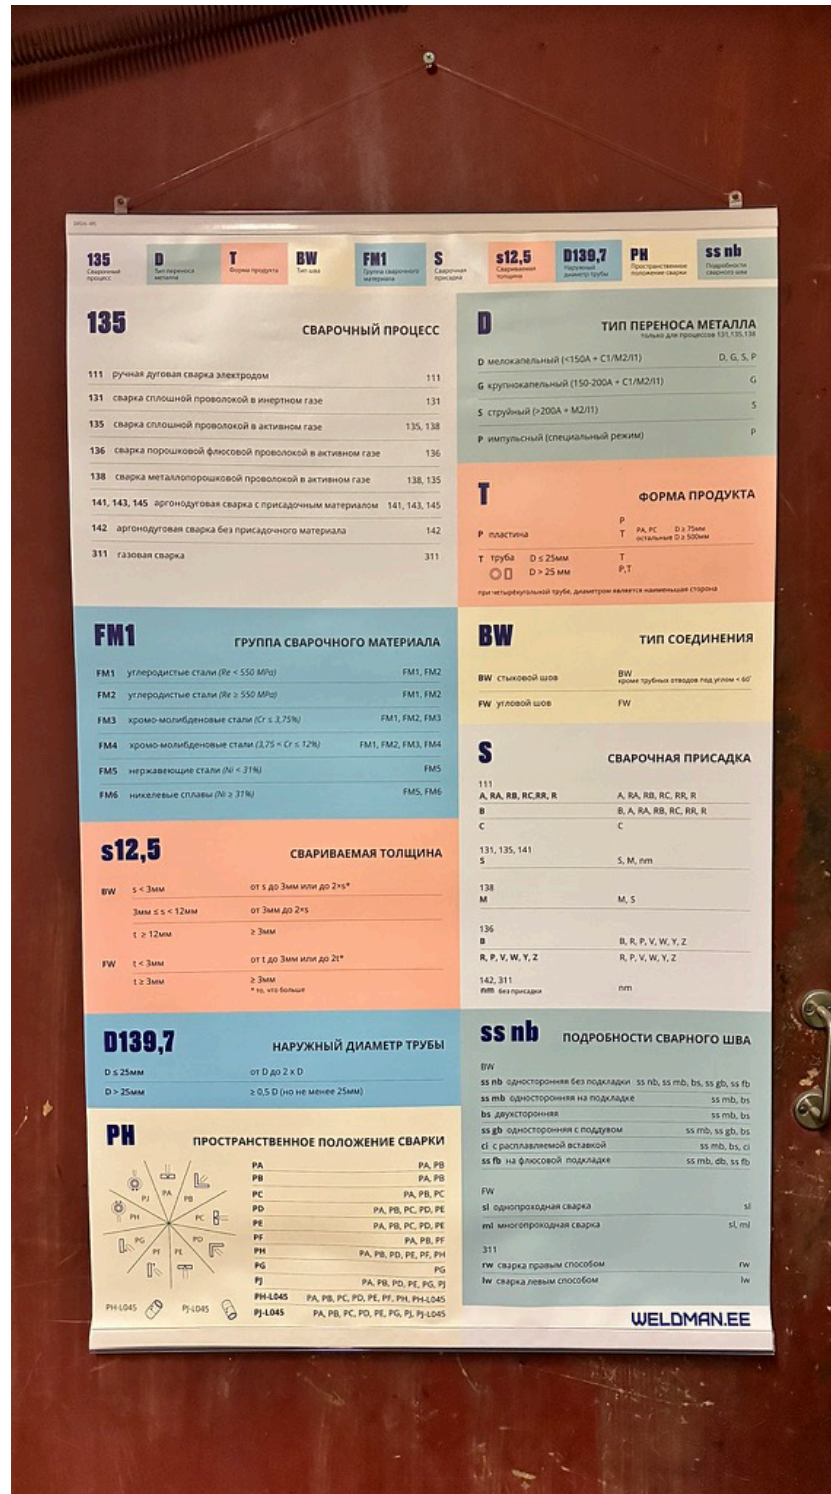 135
Сварочный процесс
D
Тип переноса металла
T
Форма продукта
BW
Тип шва
FM1
Группа сварочного материала
S
Сварочная присадка
s12,5
Свариваемая толщина
D139,7
Наружный диаметр трубы
PH
Пространственное положение сварки
ss nb
Подробности сварного шва
135 СВАРОЧНЫЙ ПРОЦЕСС
111 ручная дуговая сварка электродом 111
131 сварка сплошной проволокой в инертном газе 131
135 сварка сплошной проволокой в активном газе 135, 138
136 сварка порошковой флюсовой проволокой в активном газе 136
138 сварка металлопорошковой проволокой в активном газе 138, 135
141, 143, 145 аргонодуговая сварка с присадочным материалом 141, 143, 145
142 аргонодуговая сварка без присадочного материала 142
311 газовая сварка 311
FM1 ГРУППА СВАРОЧНОГО МАТЕРИАЛА
FM1 углеродистые стали (Re < 550 MPa) FM1, FM2
FM2 углеродистые стали (Re ≥ 550 MPa) FM1, FM2
FM3 хромо-молибденовые стали (Cr ≤ 3,75%) FM1, FM2, FM3
FM4 хромо-молибденовые стали (3,75 < Cr ≤ 12%) FM1, FM2, FM3, FM4
FM5 нержавеющие стали (Ni < 31%) FM5
FM6 никелевые сплавы (Ni ≥ 31%) FM5, FM6
s12,5 СВАРИВАЕМАЯ ТОЛЩИНА
BW s < 3мм от s до 3мм или до 2×s*
3мм ≤ s < 12мм от 3мм до 2×s
t ≥ 12мм ≥ 3мм
FW t < 3мм от t до 3мм или до 2t*
t ≥ 3мм ≥ 3мм
* то, что больше
D139,7 НАРУЖНЫЙ ДИАМЕТР ТРУБЫ
D ≤ 25мм от D до 2 x D
D > 25мм ≥ 0,5 D (но не менее 25мм)
PH ПРОСТРАНСТВЕННОЕ ПОЛОЖЕНИЕ СВАРКИ
PA PB PC PD PE PF PG PH PJ
PH-L045 PJ-L045
PA PA, PB
PB PA, PB
PC PA, PB, PC
PD PA, PB, PC, PD, PE
PE PA, PB, PC, PD, PE
PF PA, PB, PF
PH PA, PB, PD, PE, PF, PH
PG PG
PJ PA, PB, PD, PE, PG, PJ
PH-L045 PA, PB, PC, PD, PE, PF, PH, PH-L045
PJ-L045 PA, PB, PC, PD, PE, PG, PJ, PJ-L045
D ТИП ПЕРЕНОСА МЕТАЛЛА
только для процессов 131,135,138
D мелокапельный (<150A + C1/M2/I1) D, G, S, P
G крупнокапельный (150-200A + C1/M2/I1) G
S струйный (>200A + M2/I1) S
P импульсный (специальный режим) P
T ФОРМА ПРОДУКТА
P пластина P
T PA, PC D ≥ 75мм
остальные D ≥ 500мм
T труба D ≤ 25мм T
D > 25 мм P,T
при четырёхугольной трубе, диаметром является наименьшая сторона
BW ТИП СОЕДИНЕНИЯ
BW стыковой шов BW
кроме трубных отводов под углом < 60°
FW угловой шов FW
S СВАРОЧНАЯ ПРИСАДКА
111
A, RA, RB, RC,RR, R A, RA, RB, RC, RR, R
B B, A, RA, RB, RC, RR, R
C C
131, 135, 141
S S, M, nm
138
M M, S
136
B B, R, P, V, W, Y, Z
R, P, V, W, Y, Z R, P, V, W, Y, Z
142, 311
nm без присадки nm
ss nb ПОДРОБНОСТИ СВАРНОГО ШВА
BW
ss nb односторонняя без подкладки ss nb, ss mb, bs, ss gb, ss fb
ss mb односторонняя на подкладке ss mb, bs
bs двухсторонняя ss mb, bs
ss gb односторонняя с поддувом ss mb, ss gb, bs
ci с расплавляемой вставкой ss mb, bs, ci
ss fb на флюсовой подкладке ss mb, db, ss fb
FW
sl однопроходная сварка sl
ml многопроходная сварка sl, ml
311
rw сварка правым способом rw
lw сварка левым способом lw
WELDMAN.EE